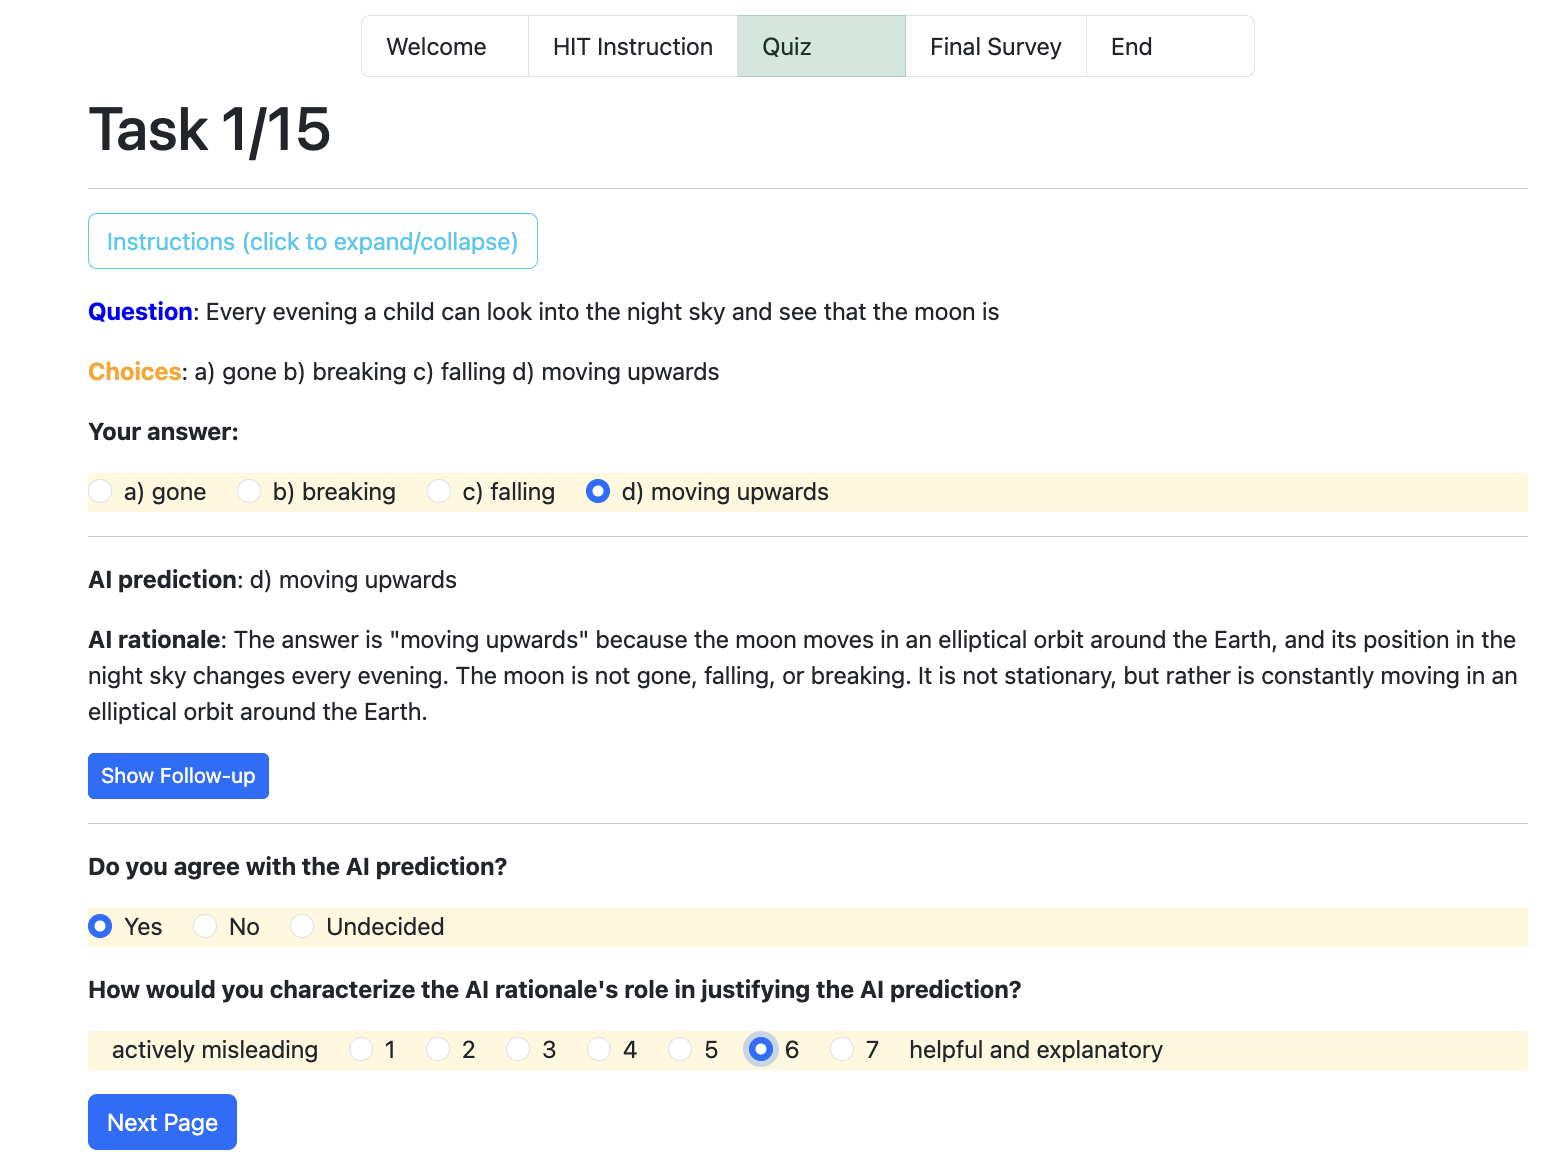 Welcome HIT Instruction Quiz Final Survey End
Task 1/15
Instructions (click to expand/collapse)
Question: Every evening a child can look into the night sky and see that the moon is
Choices: a) gone b) breaking c) falling d) moving upwards
Your answer:
a) gone b) breaking c) falling d) moving upwards
AI prediction: d) moving upwards
AI rationale: The answer is "moving upwards" because the moon moves in an elliptical orbit around the Earth, and its position in the
night sky changes every evening. The moon is not gone, falling, or breaking. It is not stationary, but rather is constantly moving in an
elliptical orbit around the Earth.
Show Follow-up
Do you agree with the AI prediction?
Yes No Undecided
How would you characterize the AI rationale's role in justifying the AI prediction?
actively misleading 1 2 3 4 5 6 7 helpful and explanatory
Next Page